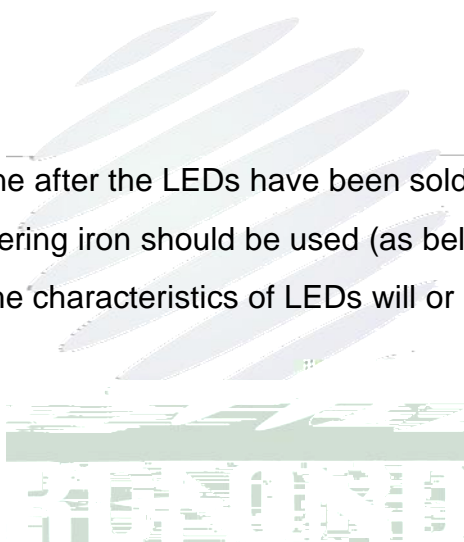 ne after the LEDs have been sold
ering iron should be used (as bel
ne characteristics of LEDs will or